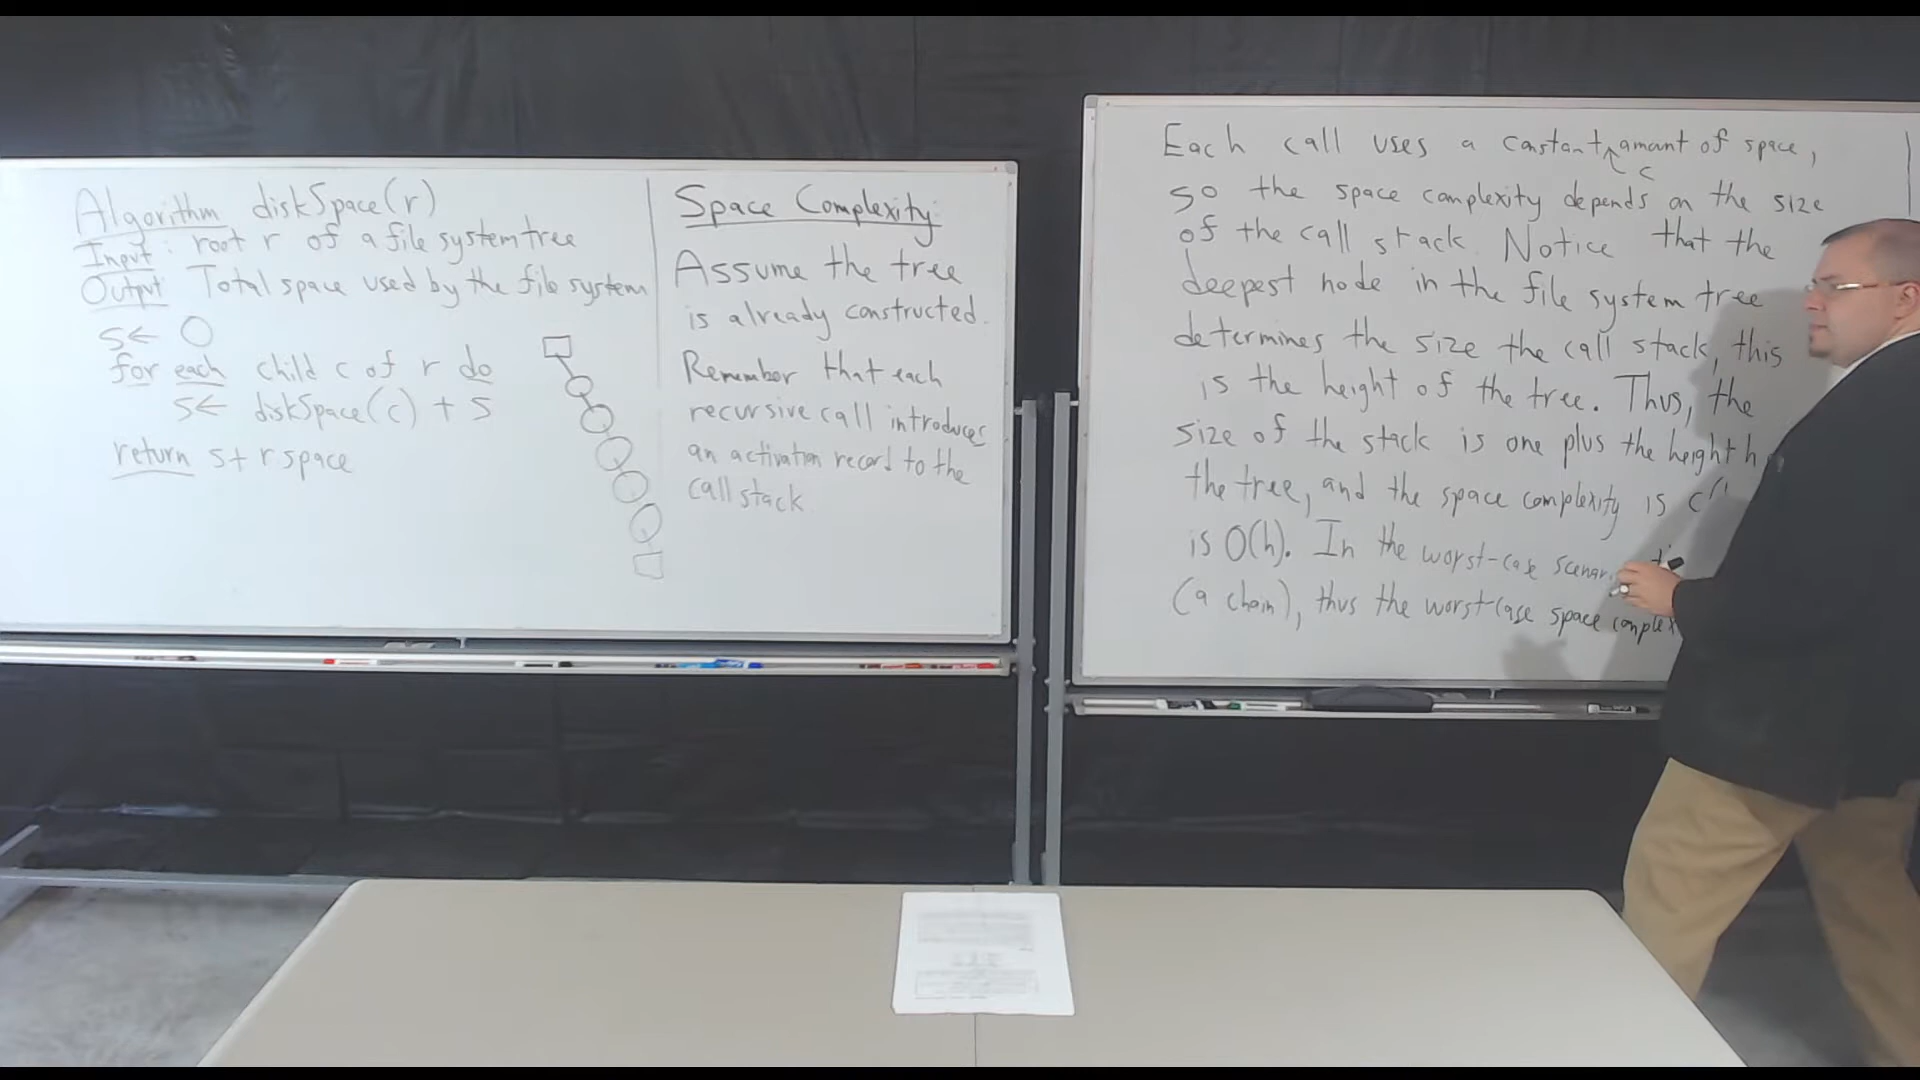 Algorithm diskSpace(r)
Input: root r of a file system tree
Output: Total space used by the file system
s← 0
for each child c of r do
s← diskSpace(c) + s
return s + r.space
Space Complexity:
Assume the tree
is already constructed.
Remember that each
recursive call introduces
an activation record to the
call stack.
Each call uses a constant c amount of space,
so the space complexity depends on the size
of the call stack. Notice that the
deepest node in the file system tree
determines the size the call stack, this
is the height of the tree. Thus, the
size of the stack is one plus the height h
the tree, and the space complexity is c(1
is O(h). In the worst-case
(a chain), thus the worst-case space